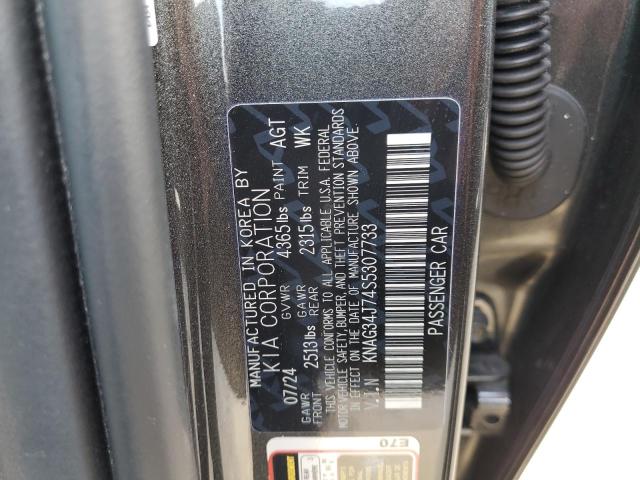 MANUFACTURED IN KOREA BY
KIA CORPORATION
07/24 GVWR 4365lbs PAINT AGT
GAWR FRONT 2513lbs GAWR REAR 2315lbs TRIM WK
THIS VEHICLE CONFORMS TO ALL APPLICABLE U.S.A. FEDERAL
MOTOR VEHICLE SAFETY, BUMPER, AND THEFT PREVENTION STANDARDS
IN EFFECT ON THE DATE OF MANUFACTURE SHOWN ABOVE
V.I.N KNAG34J74S5307733
PASSENGER CAR
E70